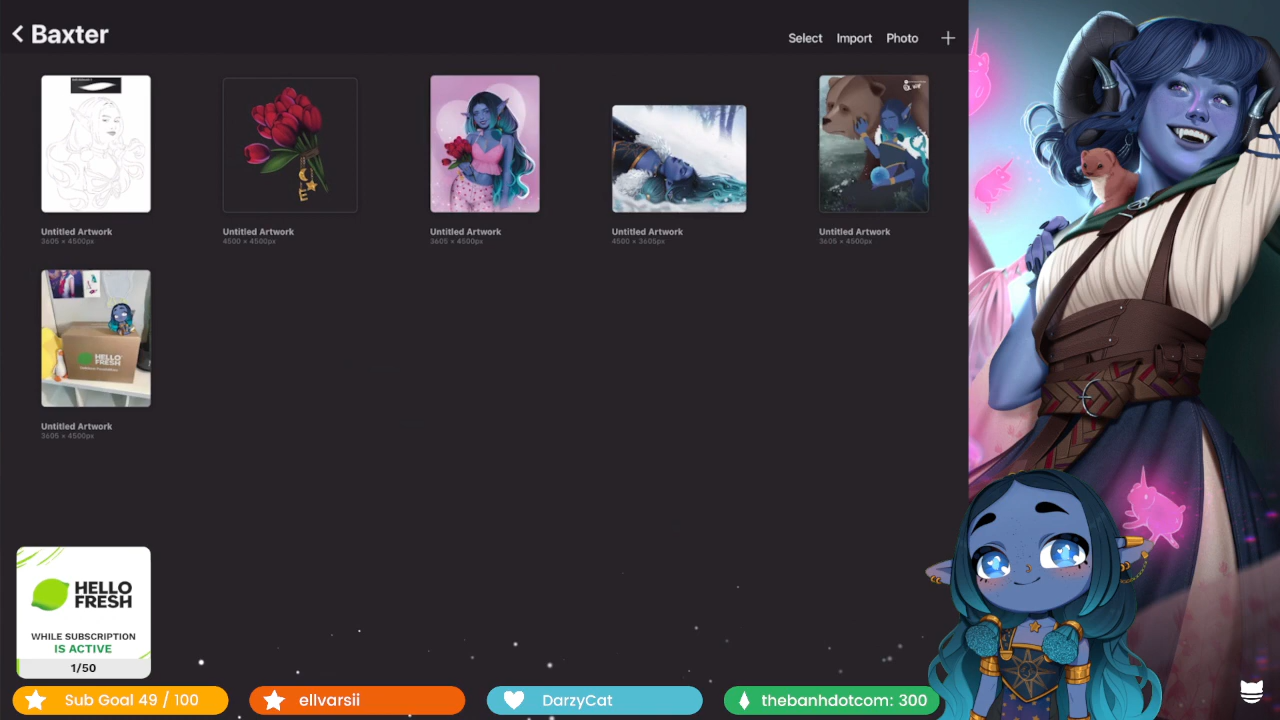 Baxter
Select Import Photo
Untitled Artwork
3605 × 4500px
Untitled Artwork
4500 × 4500px
Untitled Artwork
3605 × 4500px
Untitled Artwork
4500 × 3605px
Untitled Artwork
3605 × 4500px
HELLO
FRESH
Untitled Artwork
3605 × 4500px
HELLO
FRESH
WHILE SUBSCRIPTION
IS ACTIVE
1/50
Sub Goal 49 / 100
ellvarsii
DarzyCat
thebanhdotcom: 300